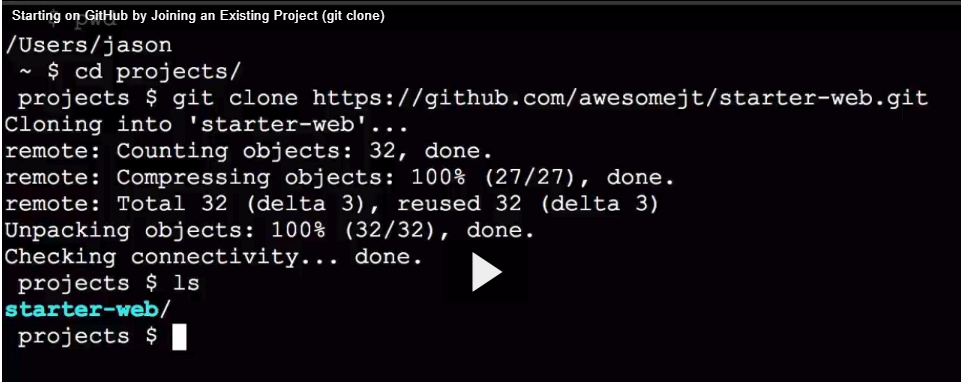 Starting on GitHub by Joining an Existing Project (git clone)
$ pwd
/Users/jason
~ $ cd projects/
projects $ git clone https://github.com/awesomejt/starter-web.git
Cloning into 'starter-web'...
remote: Counting objects: 32, done.
remote: Compressing objects: 100% (27/27), done.
remote: Total 32 (delta 3), reused 32 (delta 3)
Unpacking objects: 100% (32/32), done.
Checking connectivity... done.
projects $ ls
starter-web/
projects $